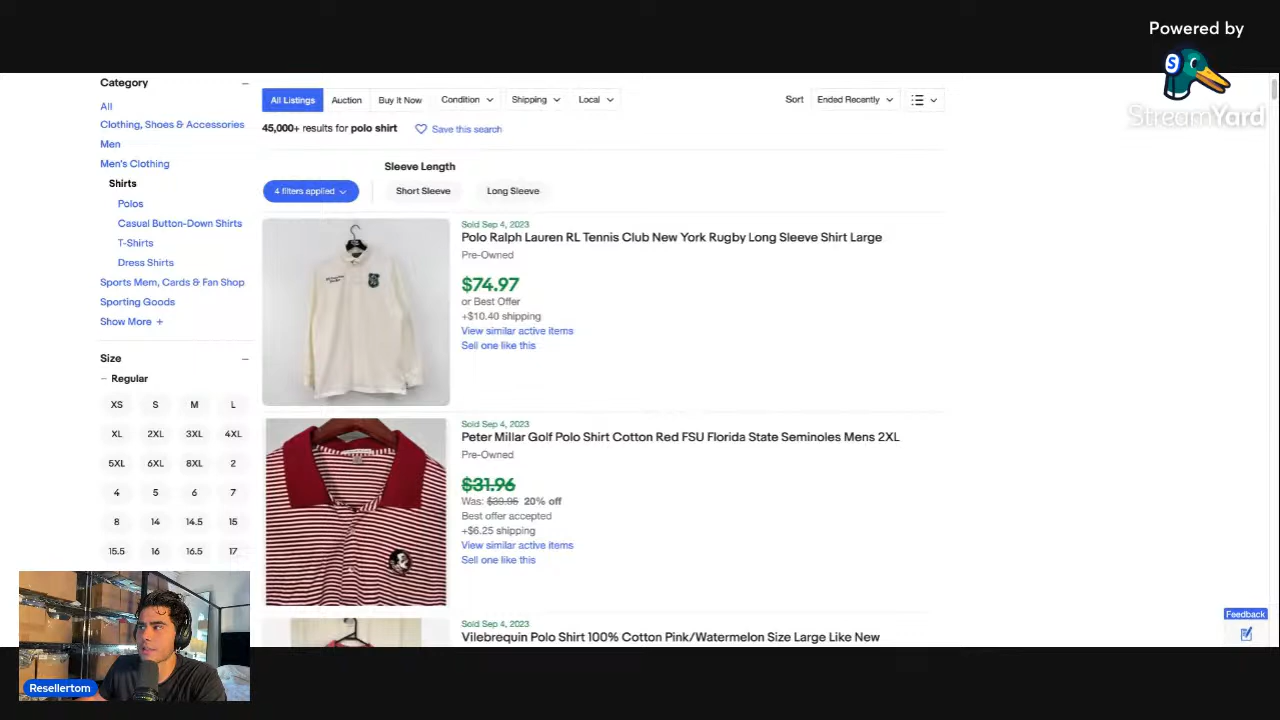 Powered by
StreamYard
Category
All
Clothing, Shoes & Accessories
Men
Men's Clothing
Shirts
Polos
Casual Button-Down Shirts
T-Shirts
Dress Shirts
Sports Mem, Cards & Fan Shop
Sporting Goods
Show More +
Size
Regular
XS S M L
XL 2XL 3XL 4XL
5XL 6XL 8XL 2
4 5 6 7
8 14 14.5 15
15.5 16 16.5 17
All Listings Auction Buy It Now Condition Shipping Local Sort Ended Recently
45,000+ results for polo shirt Save this search
Sleeve Length
4 filters applied Short Sleeve Long Sleeve
Sold Sep 4, 2023
Polo Ralph Lauren RL Tennis Club New York Rugby Long Sleeve Shirt Large
Pre-Owned
$74.97
or Best Offer
+$10.40 shipping
View similar active items
Sell one like this
Sold Sep 4, 2023
Peter Millar Golf Polo Shirt Cotton Red FSU Florida State Seminoles Mens 2XL
Pre-Owned
$31.96
Was: $39.95 20% off
Best offer accepted
+$6.25 shipping
View similar active items
Sell one like this
Sold Sep 4, 2023
Vilebrequin Polo Shirt 100% Cotton Pink/Watermelon Size Large Like New
Feedback
Resellertom